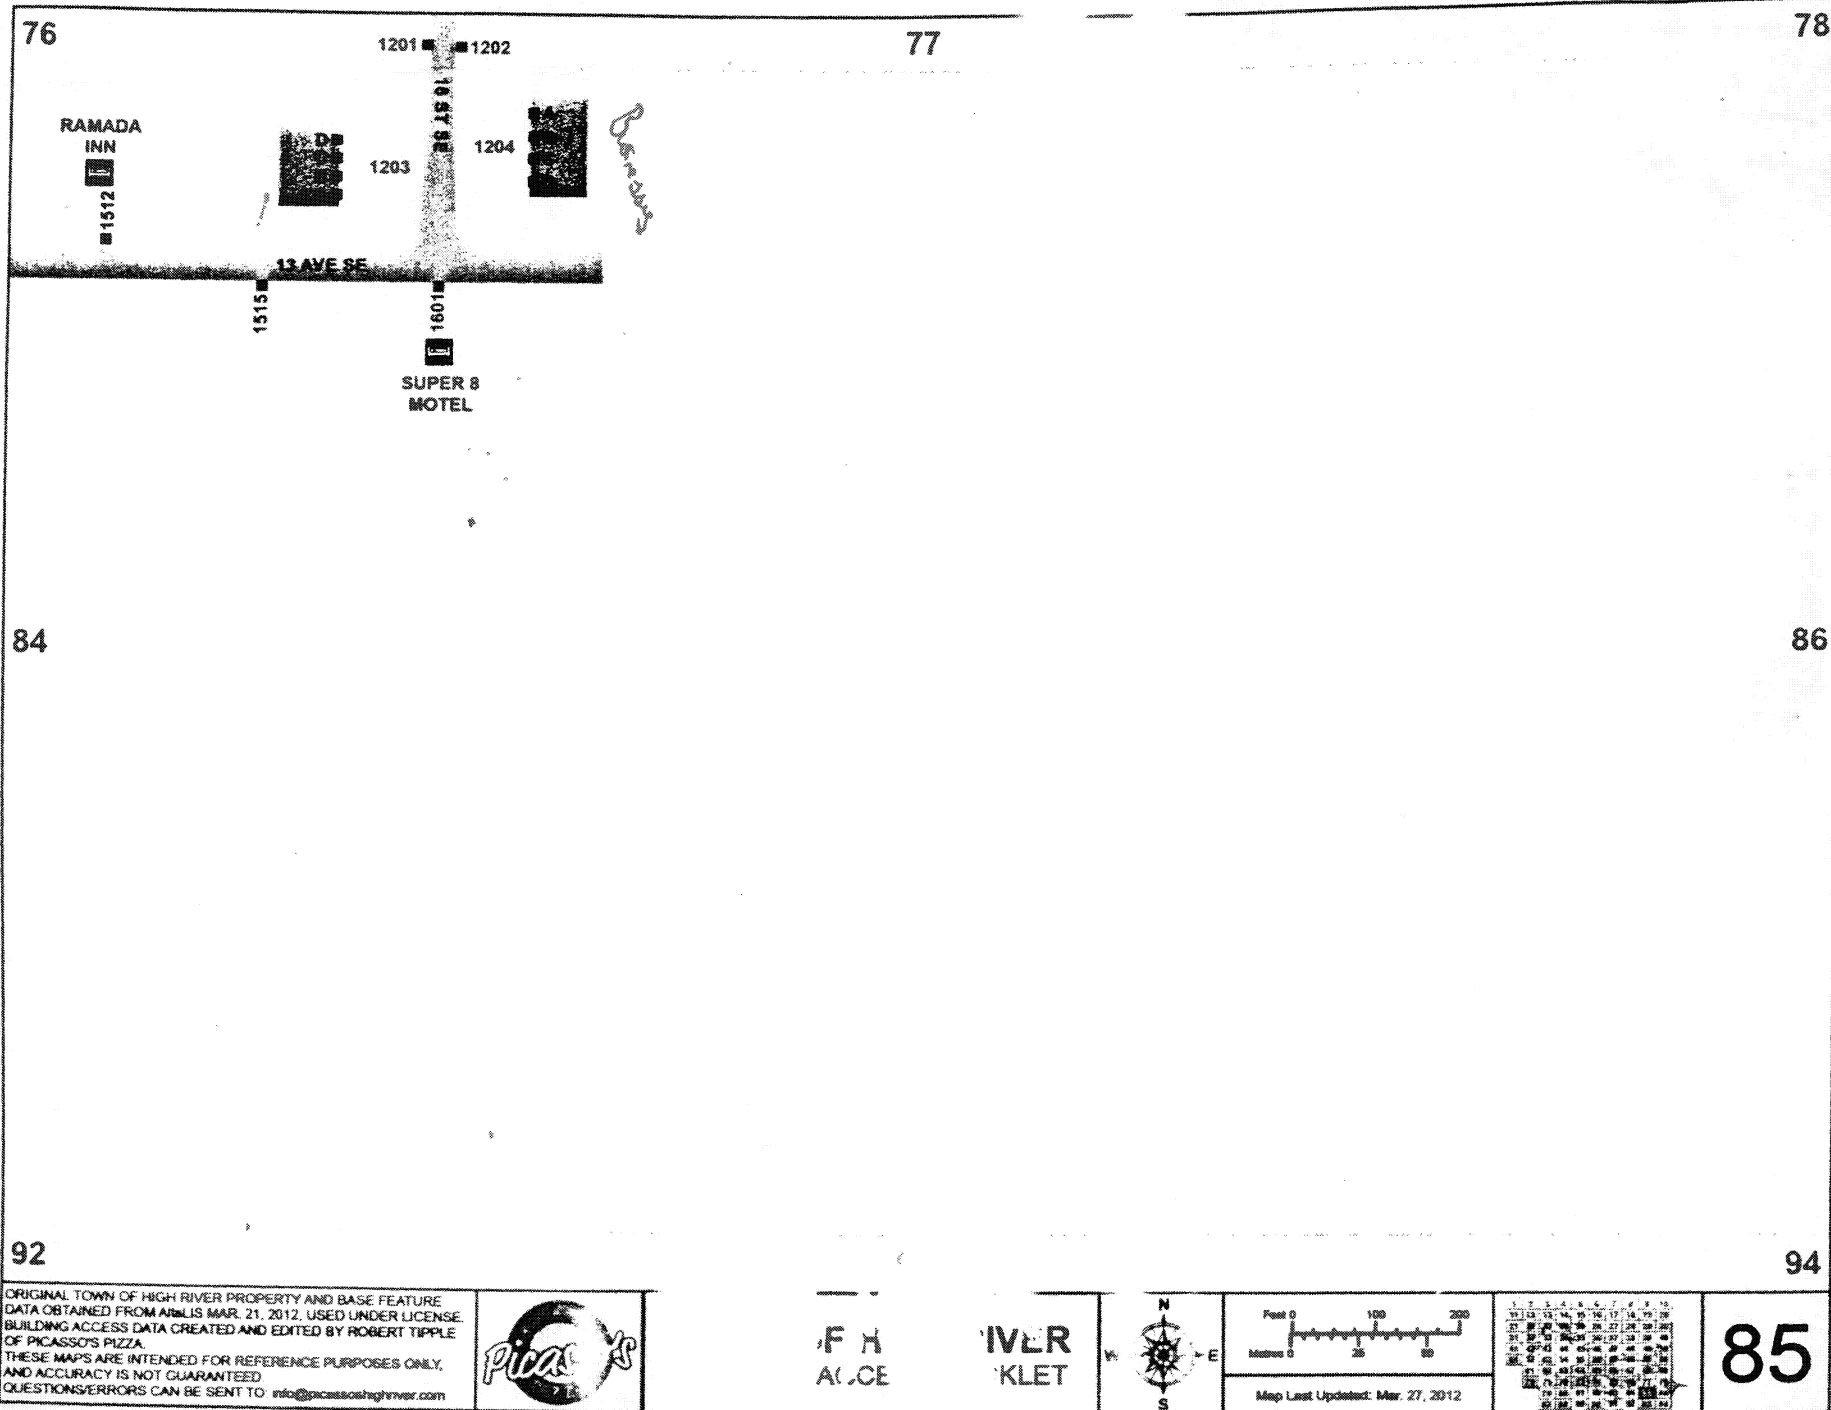 76
77
78
1201
1202
16 ST SE
RAMADA
INN
1512
D
1203
1204
A
13 AVE SE
1515
1601
SUPER 8
MOTEL
84
86
92
94
ORIGINAL TOWN OF HIGH RIVER PROPERTY AND BASE FEATURE
DATA OBTAINED FROM AltaLIS MAR. 21, 2012, USED UNDER LICENSE.
BUILDING ACCESS DATA CREATED AND EDITED BY ROBERT TIPPLE
OF PICASSO'S PIZZA.
THESE MAPS ARE INTENDED FOR REFERENCE PURPOSES ONLY,
AND ACCURACY IS NOT GUARANTEED
QUESTIONS/ERRORS CAN BE SENT TO: info@picassoshighriver.com
Picas 's
F H IVER
ACCE KLET
N
W E
S
Feet 0 100 200
Metres 0 25 50
Map Last Updated: Mar. 27, 2012
85